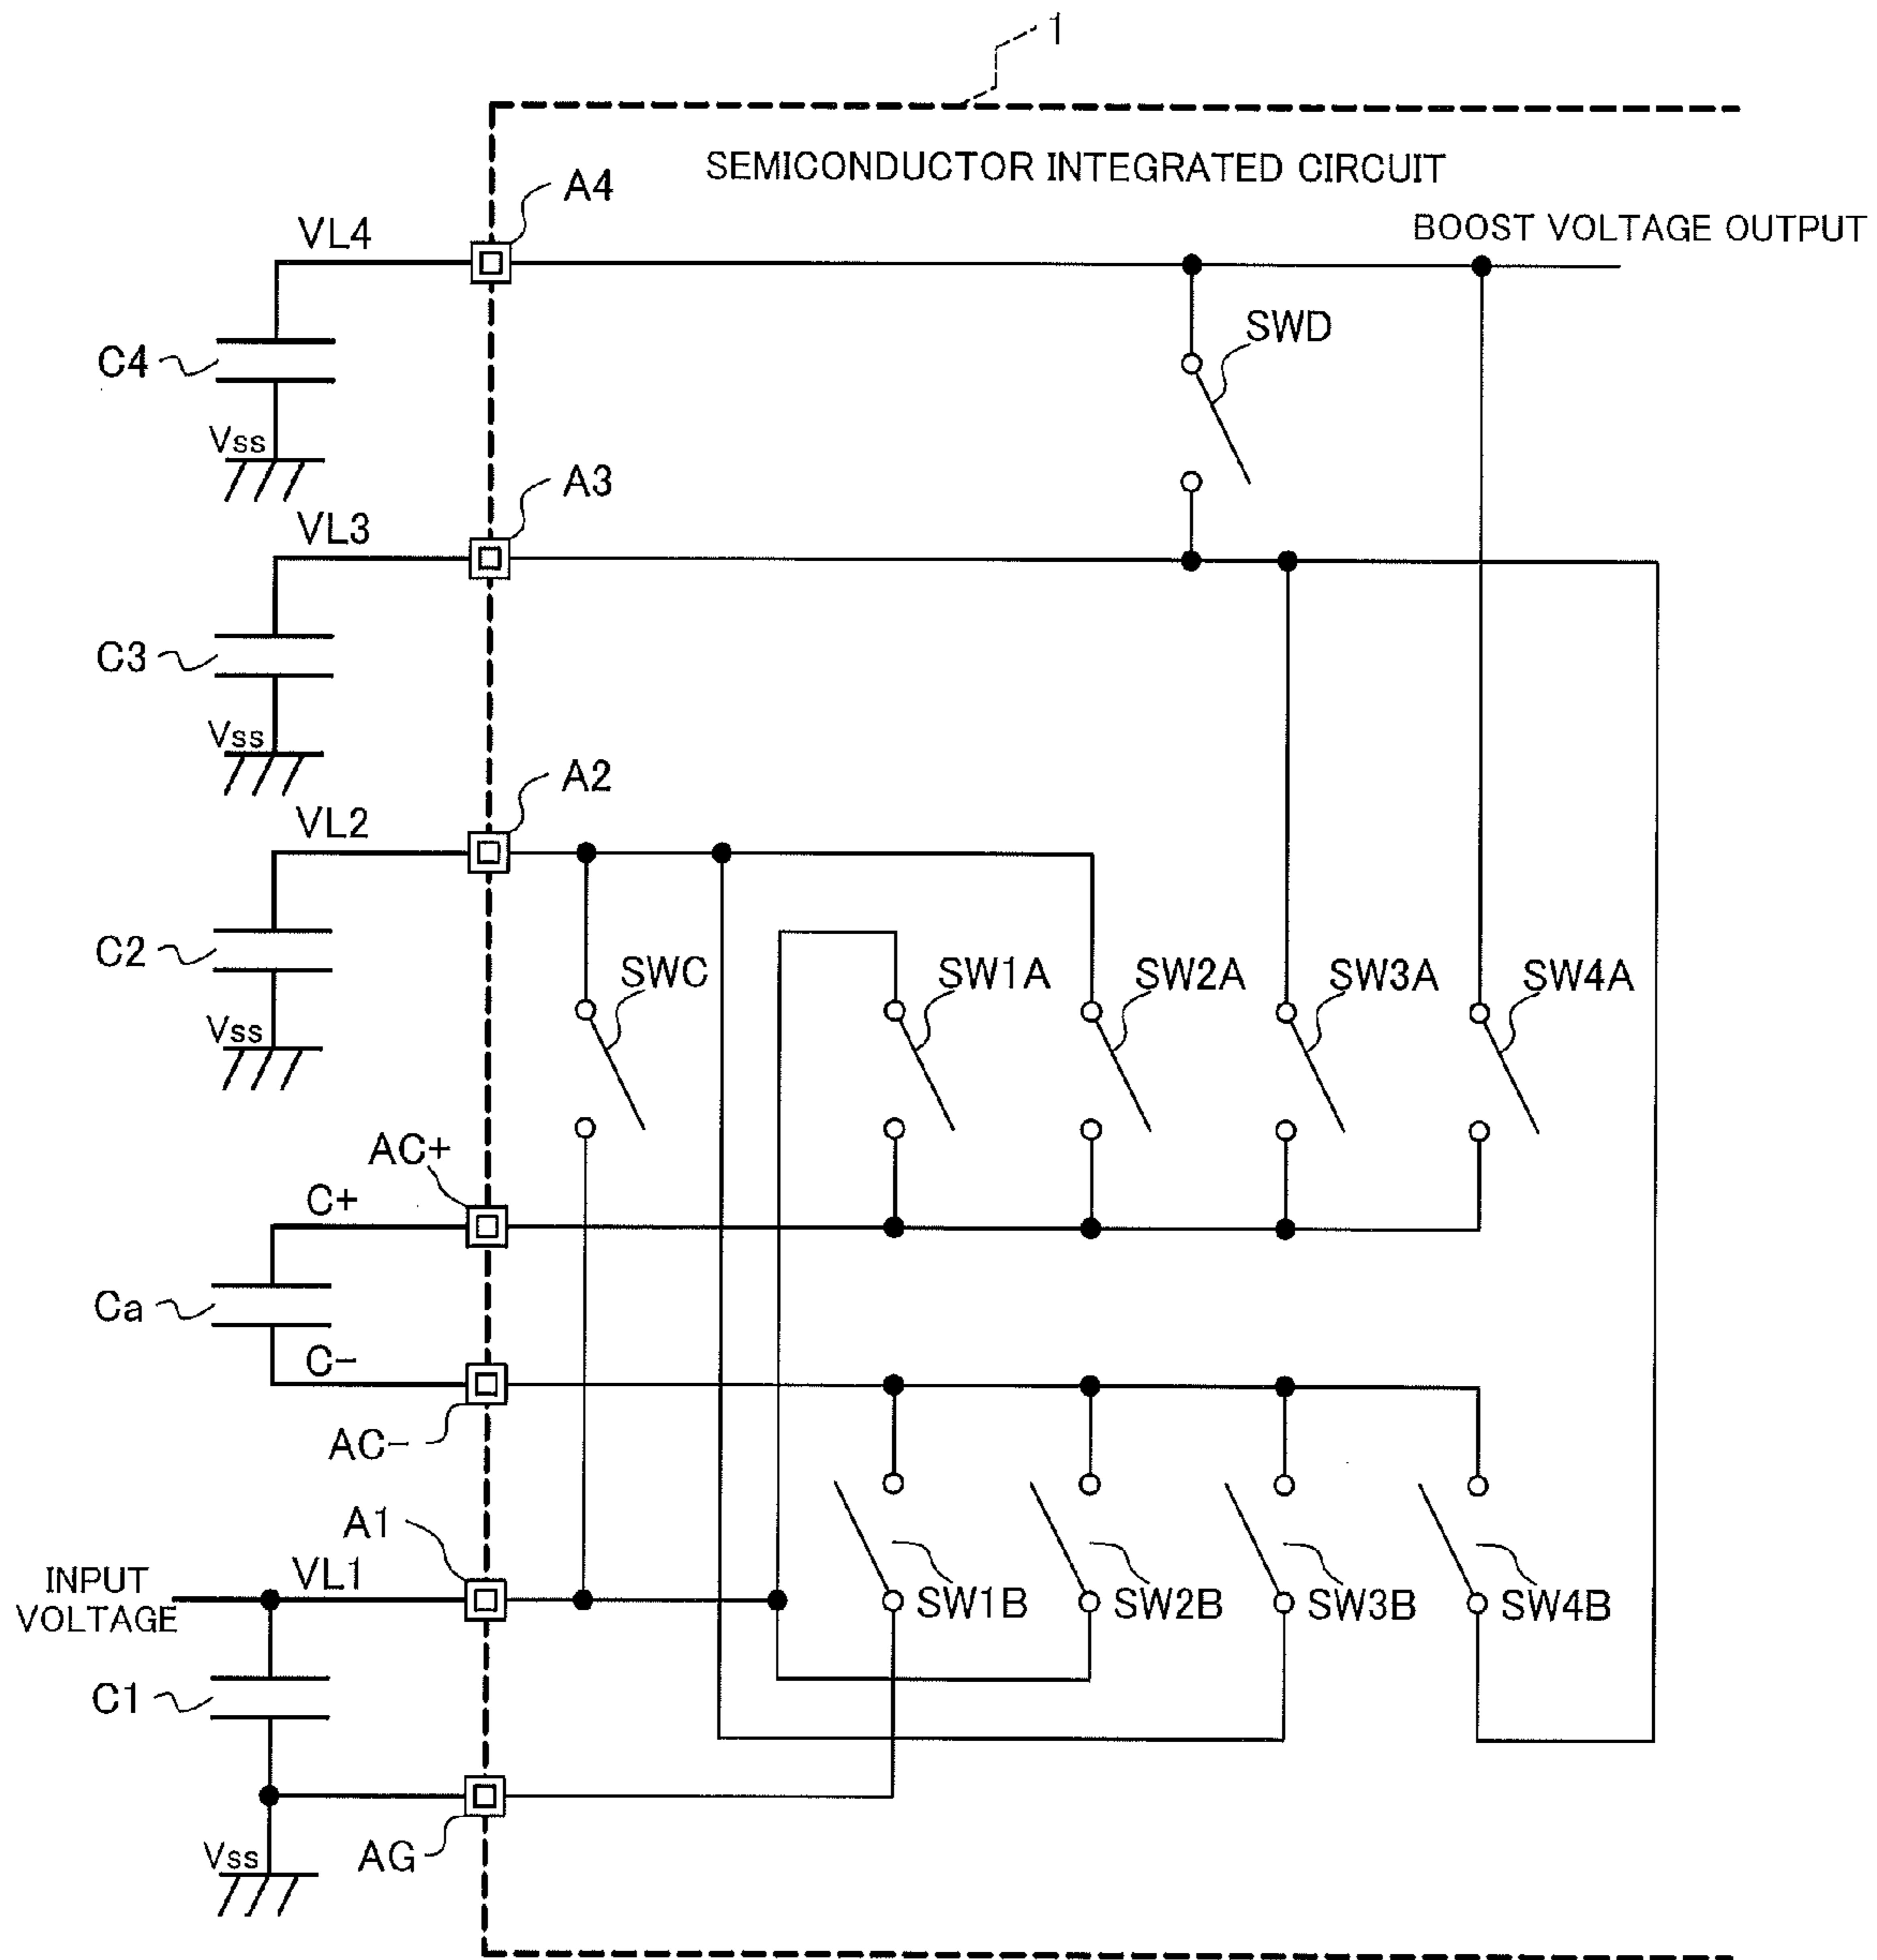 1
SEMICONDUCTOR INTEGRATED CIRCUIT
A4
VL4
BOOST VOLTAGE OUTPUT
SWD
C4
Vss
A3
VL3
C3
Vss
A2
VL2
C2
SWC
SW1A
SW2A
SW3A
SW4A
Vss
AC+
C+
Ca
C-
AC-
A1
INPUT
VOLTAGE
VL1
SW1B
SW2B
SW3B
SW4B
C1
Vss
AG